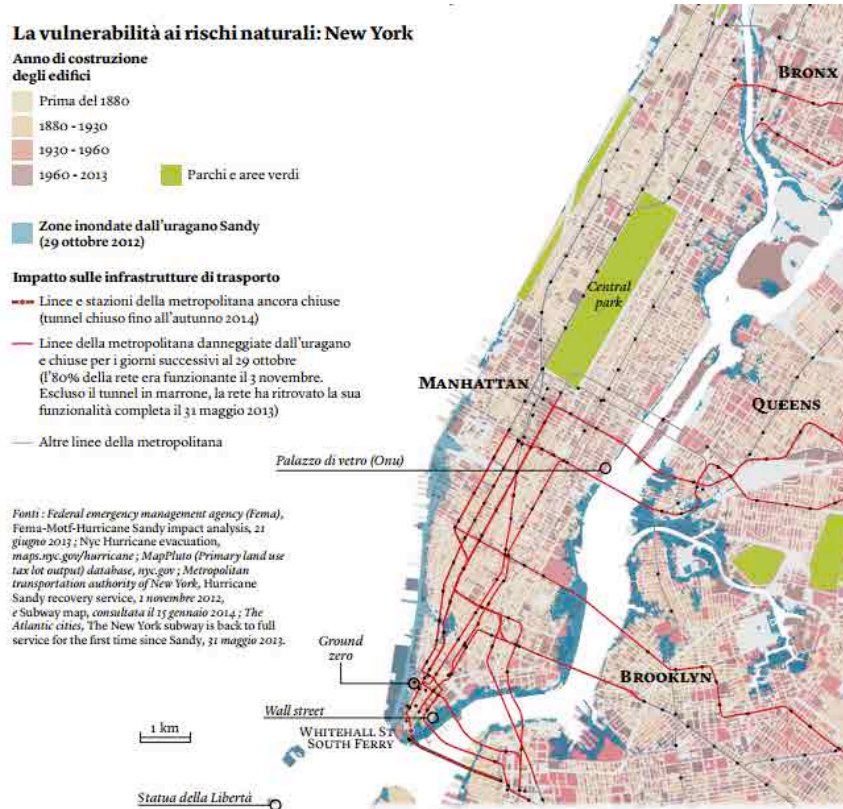 La vulnerabilità ai rischi naturali: New York
Anno di costruzione
degli edifici
Prima del 1880
1880 - 1930
1930 - 1960
1960 - 2013
Parchi e aree verdi
Zone inondate dall'uragano Sandy
(29 ottobre 2012)
Impatto sulle infrastrutture di trasporto
Linee e stazioni della metropolitana ancora chiuse
(tunnel chiuso fino all'autunno 2014)
Linee della metropolitana danneggiate dall'uragano
e chiuse per i giorni successivi al 29 ottobre
(l'80% della rete era funzionante il 3 novembre.
Escluso il tunnel in marrone, la rete ha ritrovato la sua
funzionalità completa il 31 maggio 2013)
Altre linee della metropolitana
Fonti : Federal emergency management agency (Fema),
Fema-Motf-Hurricane Sandy impact analysis, 21
giugno 2013 ; Nyc Hurricane evacuation,
maps.nyc.gov/hurricane ; MapPluto (Primary land use
tax lot output) database, nyc.gov ; Metropolitan
transportation authority of New York, Hurricane
Sandy recovery service, 1 novembre 2012,
e Subway map, consultata il 15 gennaio 2014 ; The
Atlantic cities, The New York subway is back to full
service for the first time since Sandy, 31 maggio 2013.
1 km
BRONX
Central
park
MANHATTAN
QUEENS
Palazzo di vetro (Onu)
Ground
zero
BROOKLYN
Wall street
WHITEHALL ST
SOUTH FERRY
Statua della Libertà